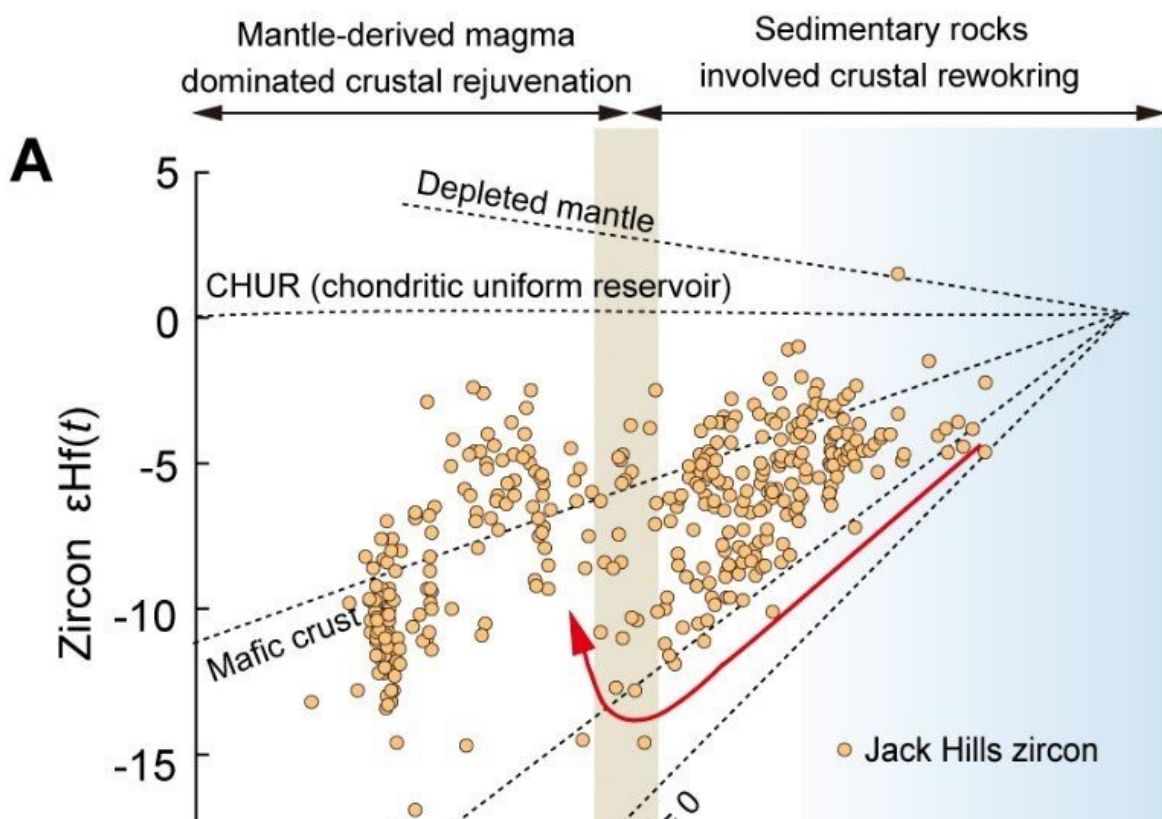 Mantle-derived magma
dominated crustal rejuvenation
Sedimentary rocks
involved crustal rewokring
A
5
Depleted mantle
CHUR (chondritic uniform reservoir)
0
Zircon εHf(t)
-5
-10
Mafic crust
-15
Jack Hills zircon
0